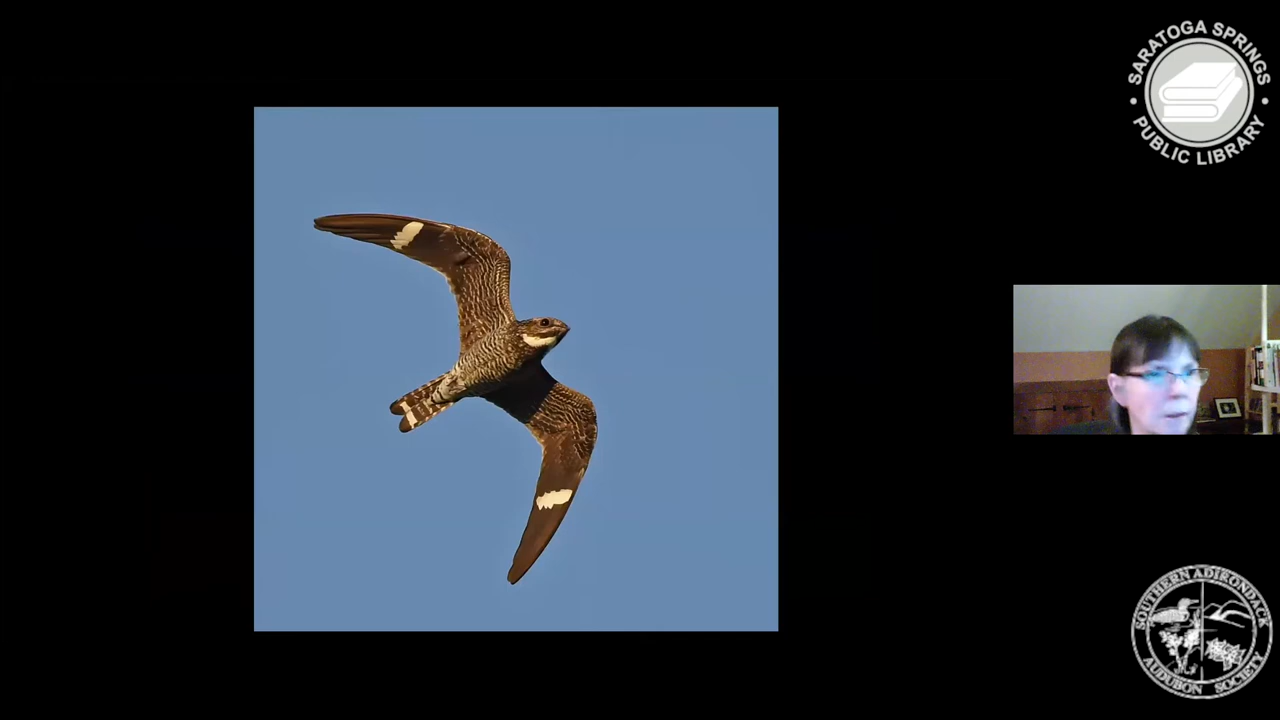 SARATOGA SPRINGS
PUBLIC LIBRARY
SOUTHERN ADIRONDACK
AUDUBON SOCIETY